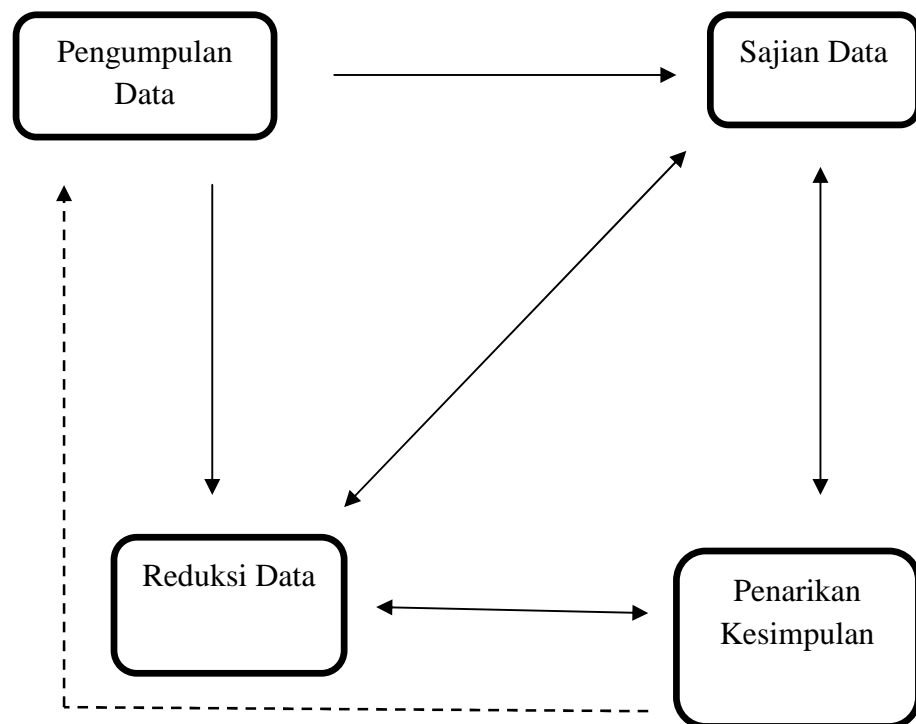 Pengumpulan
Data
Sajian Data
Reduksi Data
Penarikan
Kesimpulan